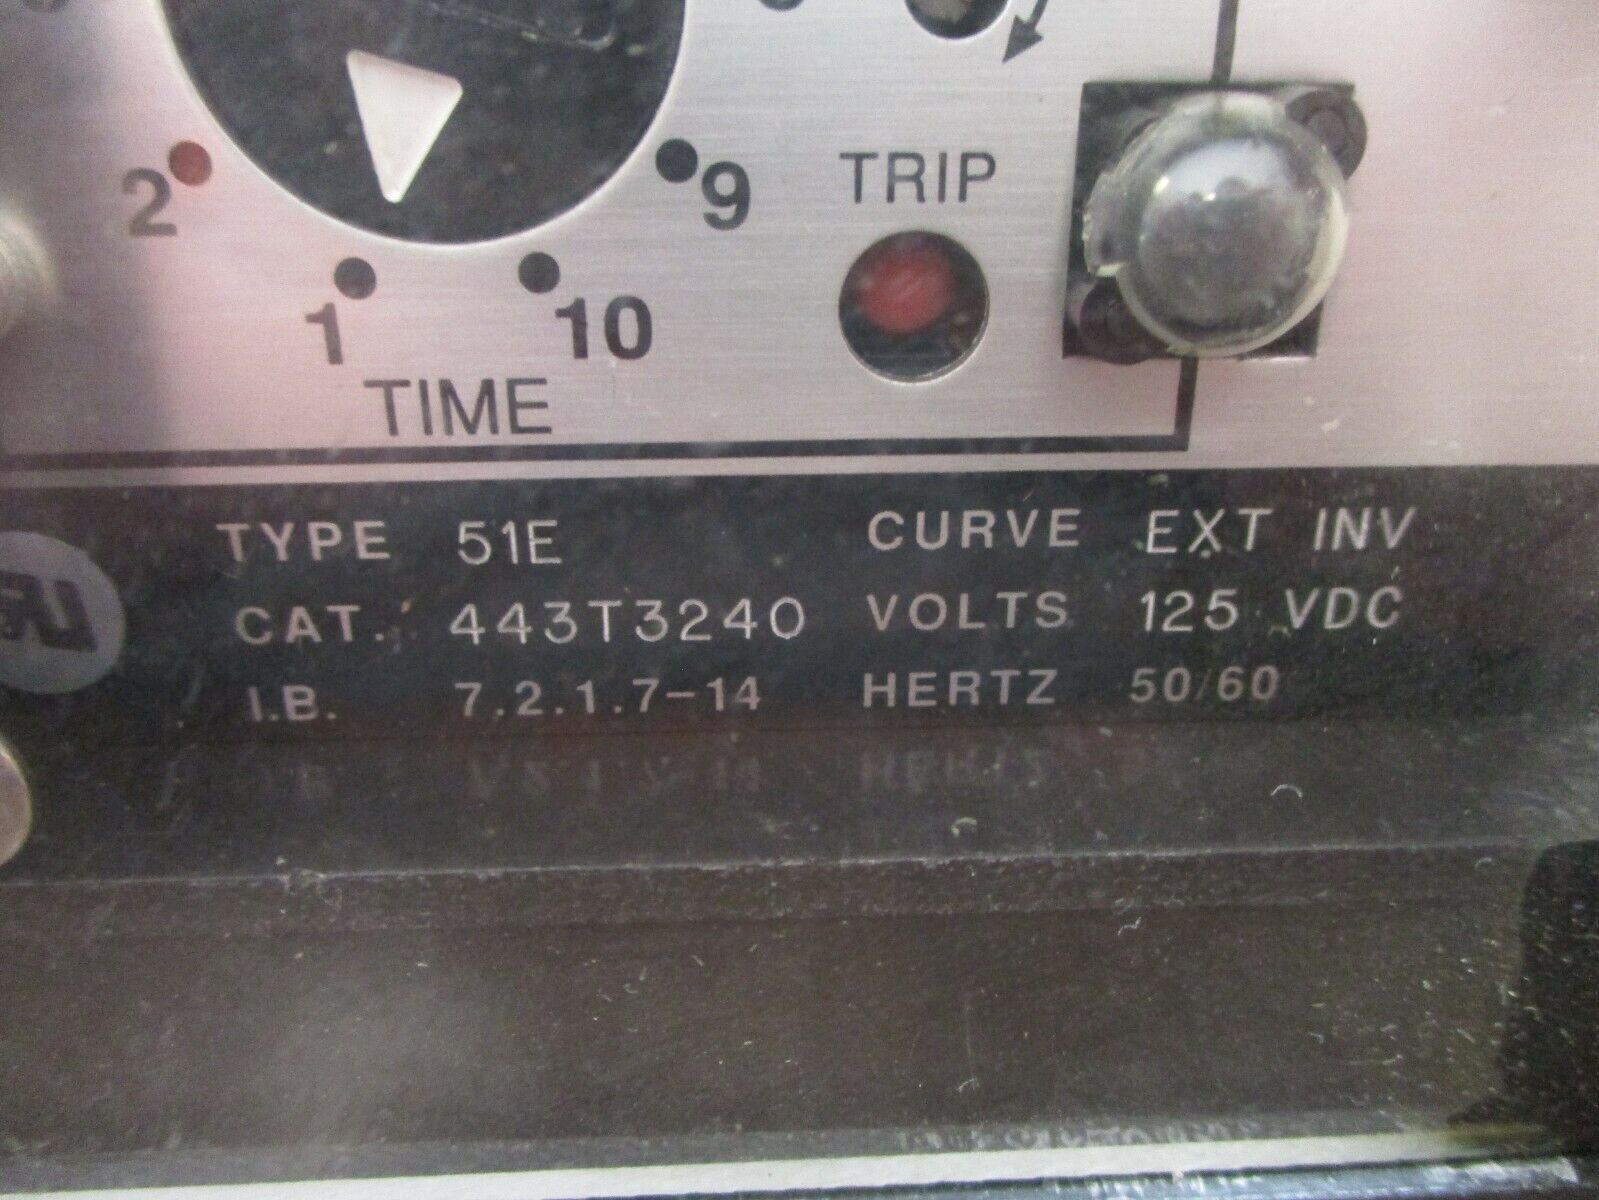 2
9
TRIP
1
10
TIME
TYPE 51E CURVE EXT INV
CAT. 443T3240 VOLTS 125 VDC
I.B. 7.2.1.7-14 HERTZ 50/60